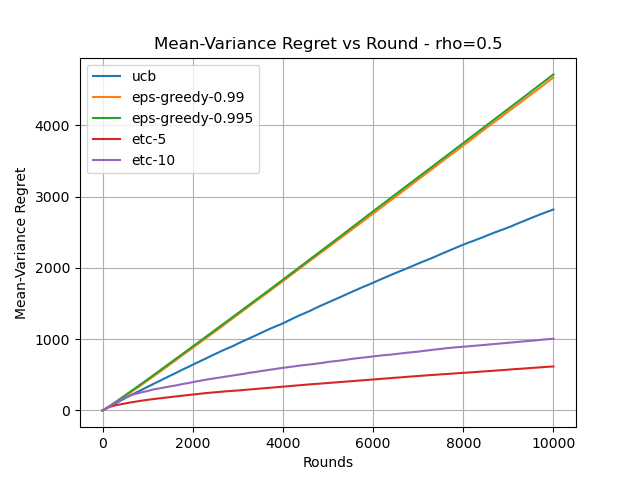 Mean-Variance Regret vs Round - rho=0.5
ucb
eps-greedy-0.99
eps-greedy-0.995
etc-5
etc-10
Mean-Variance Regret
4000
3000
2000
1000
0
0 2000 4000 6000 8000 10000
Rounds